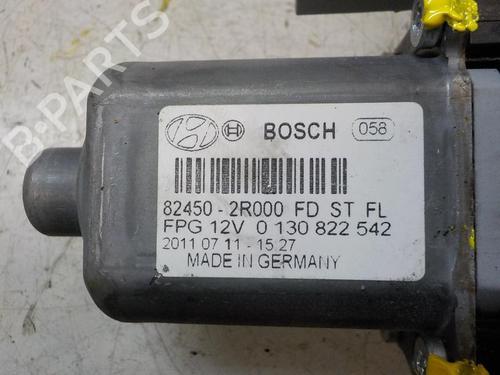 BOSCH 058
82450 - 2R000 FD ST FL
FPG 12V 0 130 822 542
2011 07 11 - 15:27
MADE IN GERMANY
B-PARTS